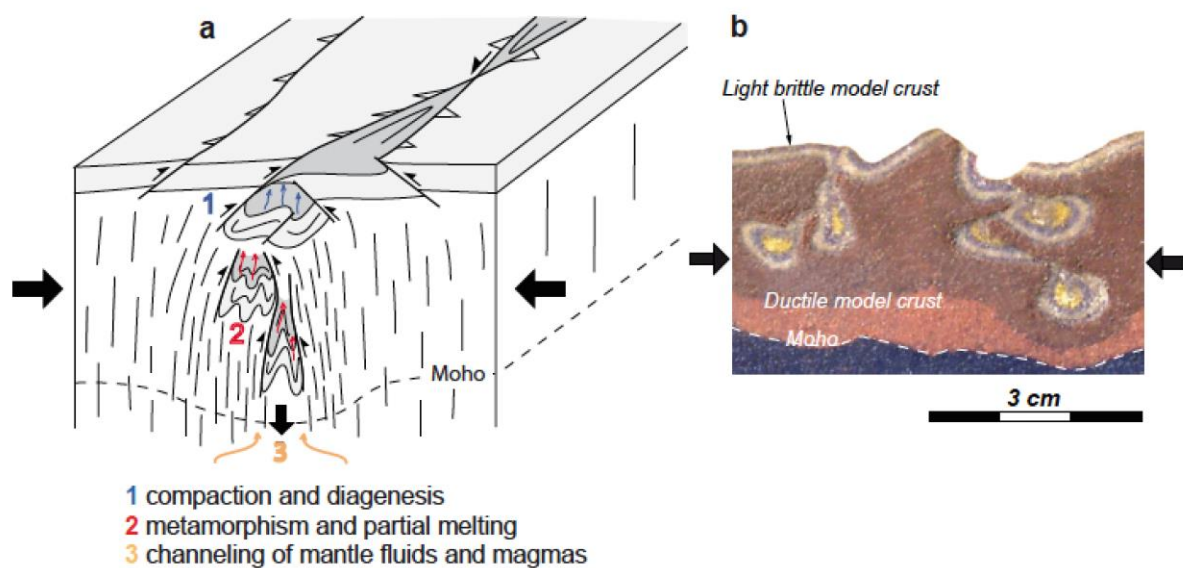 a
b
Light brittle model crust
1
2
Moho
3
Ductile model crust
Moho
3 cm
1 compaction and diagenesis
2 metamorphism and partial melting
3 channeling of mantle fluids and magmas